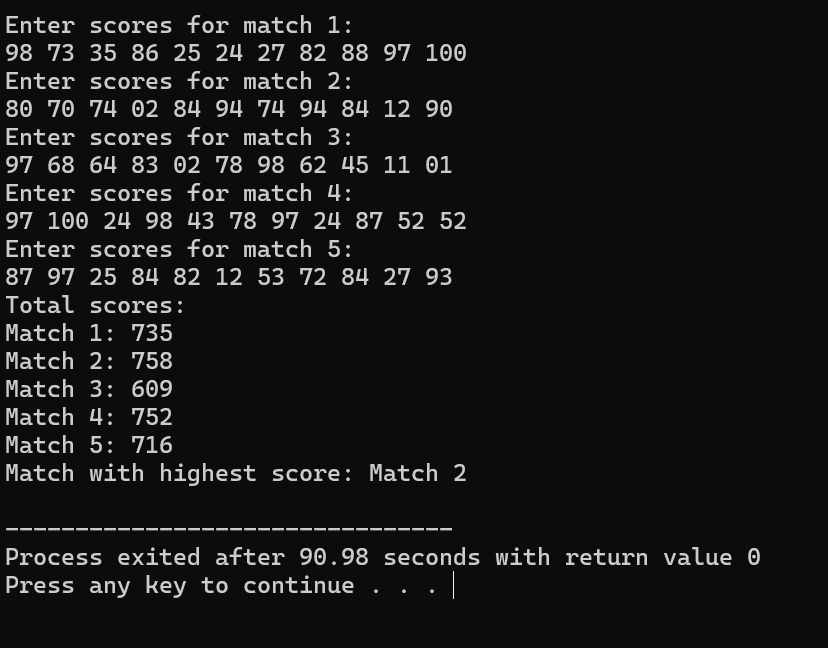 Enter scores for match 1:
98 73 35 86 25 24 27 82 88 97 100
Enter scores for match 2:
80 70 74 02 84 94 74 94 84 12 90
Enter scores for match 3:
97 68 64 83 02 78 98 62 45 11 01
Enter scores for match 4:
97 100 24 98 43 78 97 24 87 52 52
Enter scores for match 5:
87 97 25 84 82 12 53 72 84 27 93
Total scores:
Match 1: 735
Match 2: 758
Match 3: 609
Match 4: 752
Match 5: 716
Match with highest score: Match 2
--------------------------------
Process exited after 90.98 seconds with return value 0
Press any key to continue . . .